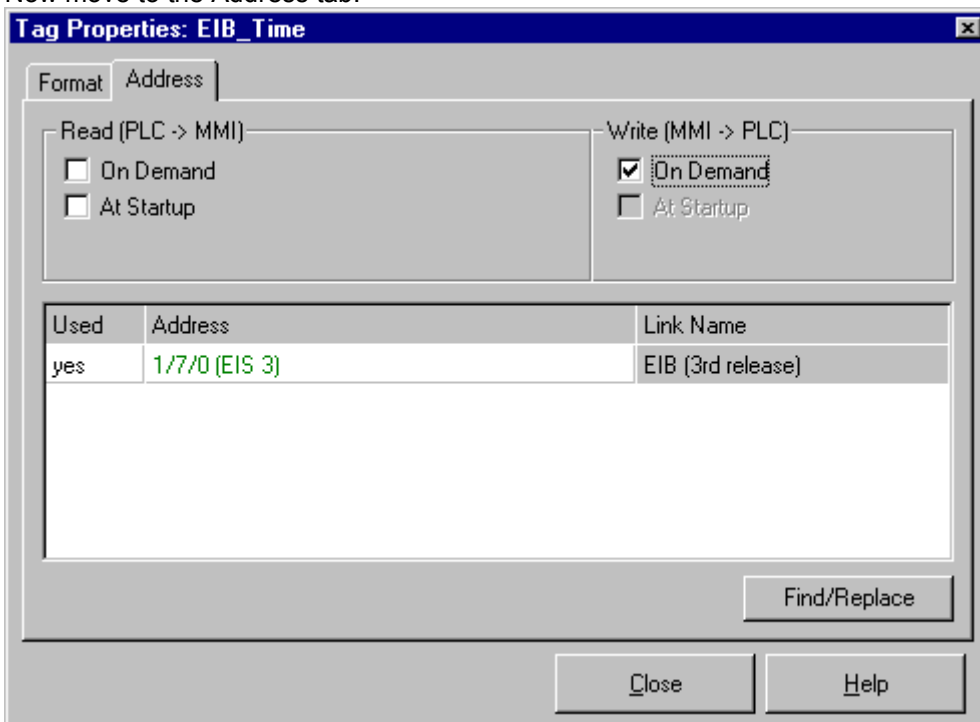 Now move to the Address tab.
Tag Properties: EIB_Time
Format Address
Read (PLC -> MMI) Write (MMI -> PLC)
On Demand On Demand
At Startup At Startup
Used Address Link Name
yes 1/7/0 (EIS 3) EIB (3rd release)
Find/Replace
Close Help